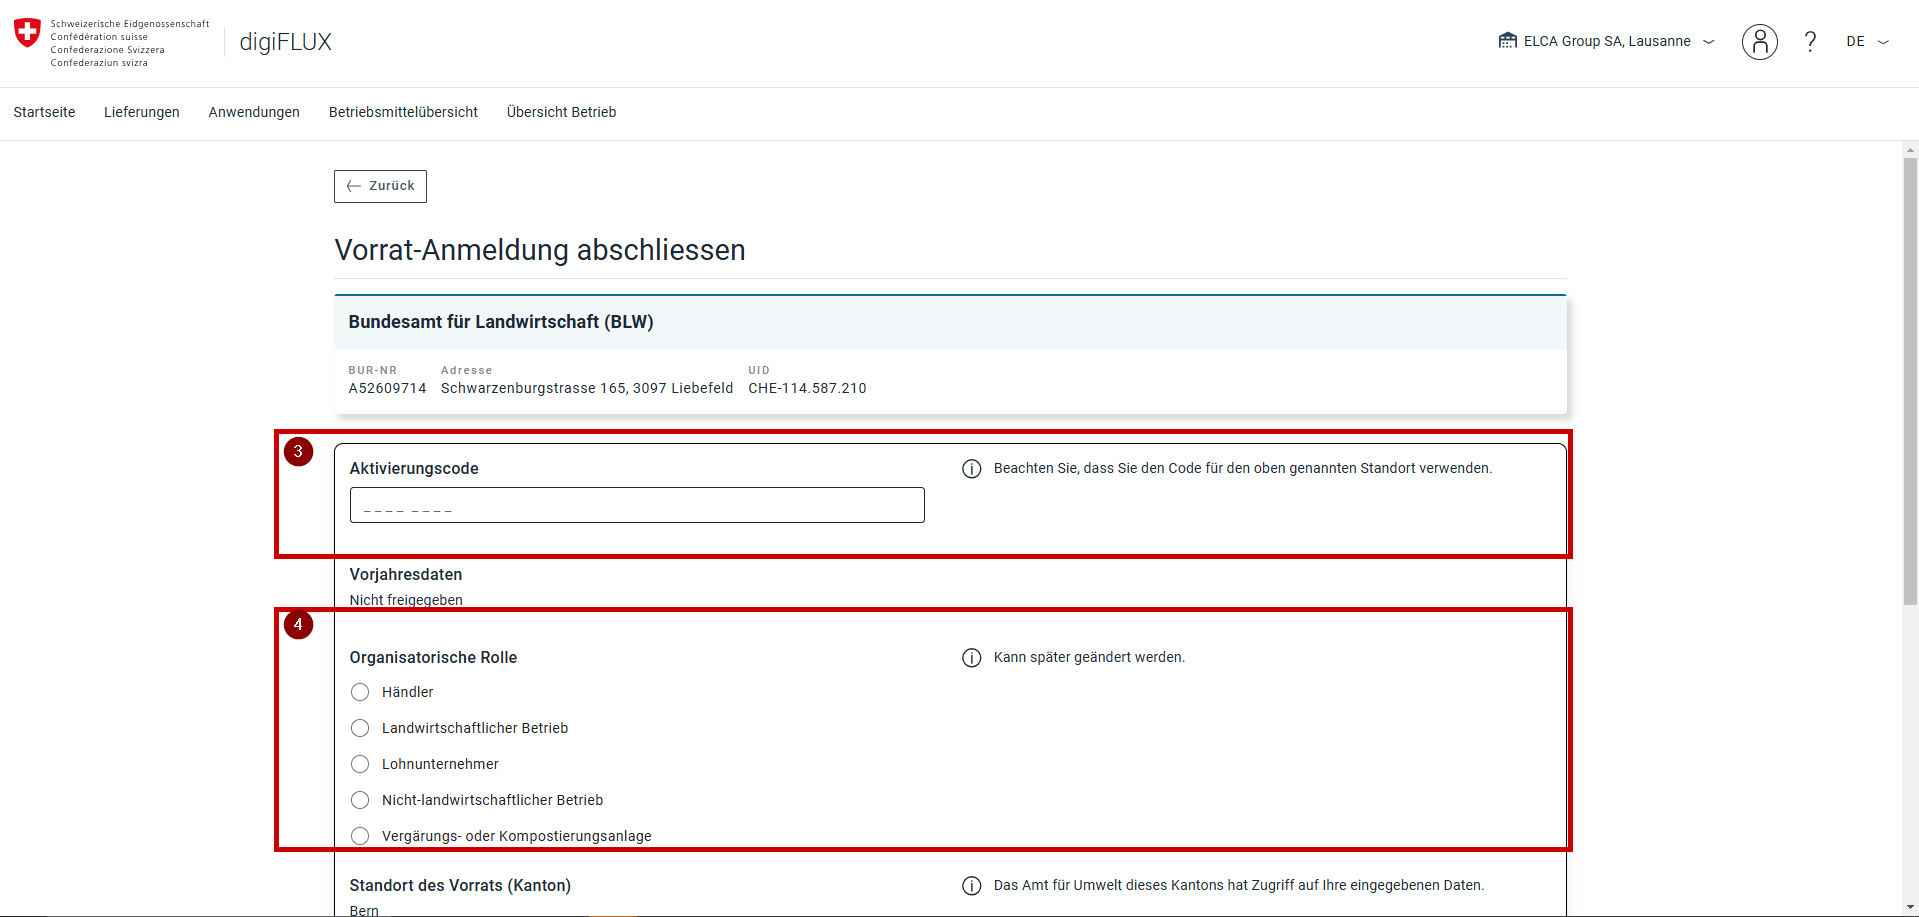 Schweizerische Eidgenossenschaft
Confédération suisse
Confederazione Svizzera
Confederaziun svizra
digiFLUX
ELCA Group SA, Lausanne
?
DE
Startseite Lieferungen Anwendungen Betriebsmittelübersicht Übersicht Betrieb
Zurück
Vorrat-Anmeldung abschliessen
Bundesamt für Landwirtschaft (BLW)
BUR-NR Adresse UID
A52609714 Schwarzenburgstrasse 165, 3097 Liebefeld CHE-114.587.210
3
Aktivierungscode
Beachten Sie, dass Sie den Code für den oben genannten Standort verwenden.
_ _ _ _ _ _ _ _
Vorjahresdaten
Nicht freigegeben
4
Organisatorische Rolle
Kann später geändert werden.
Händler
Landwirtschaftlicher Betrieb
Lohnunternehmer
Nicht-landwirtschaftlicher Betrieb
Vergärungs- oder Kompostierungsanlage
Standort des Vorrats (Kanton)
Das Amt für Umwelt dieses Kantons hat Zugriff auf Ihre eingegebenen Daten.
Bern